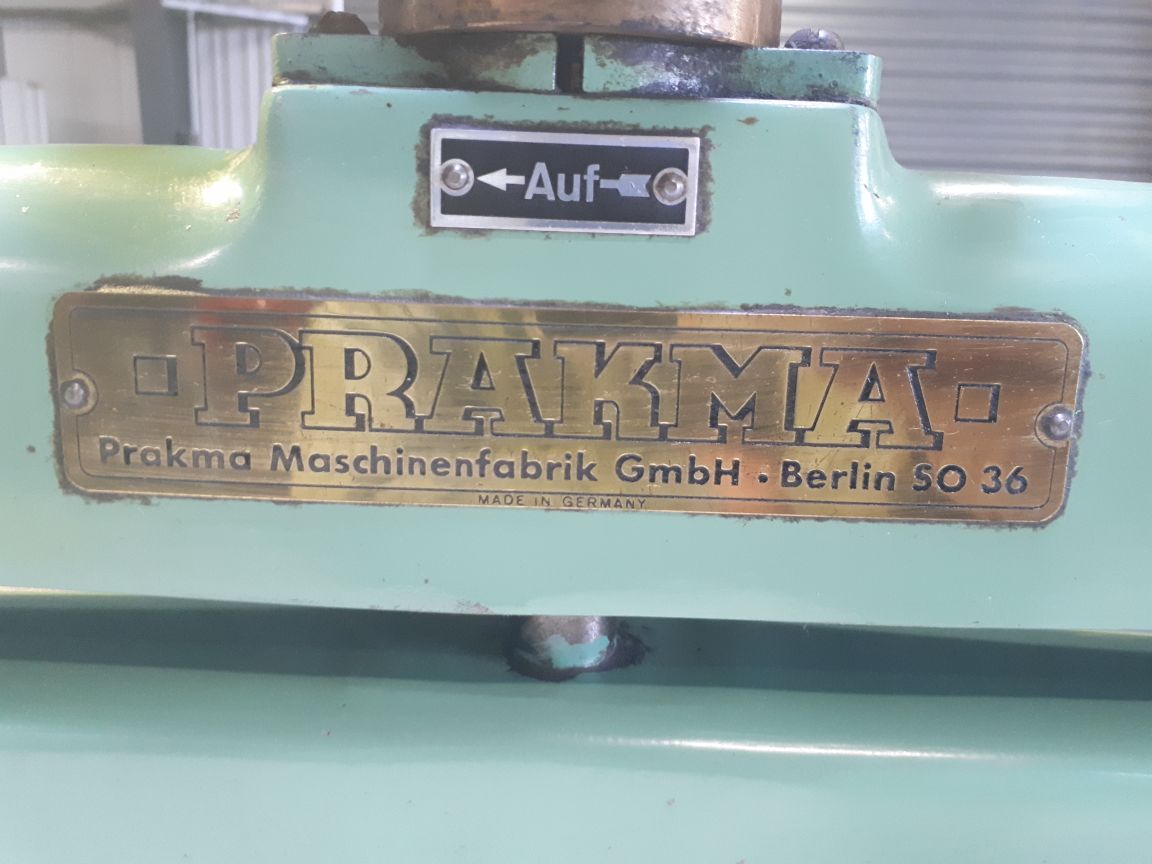 Auf
PRAKMA
Prakma Maschinenfabrik GmbH · Berlin SO 36
MADE IN GERMANY